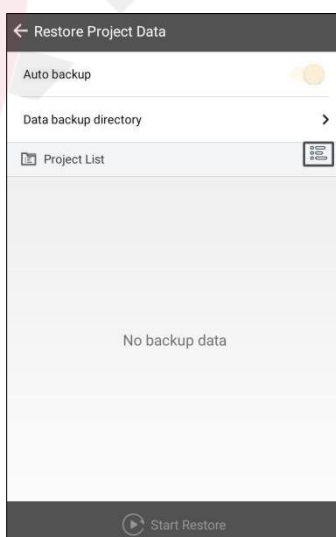 Restore Project Data
Auto backup
Data backup directory
Project List
No backup data
Start Restore